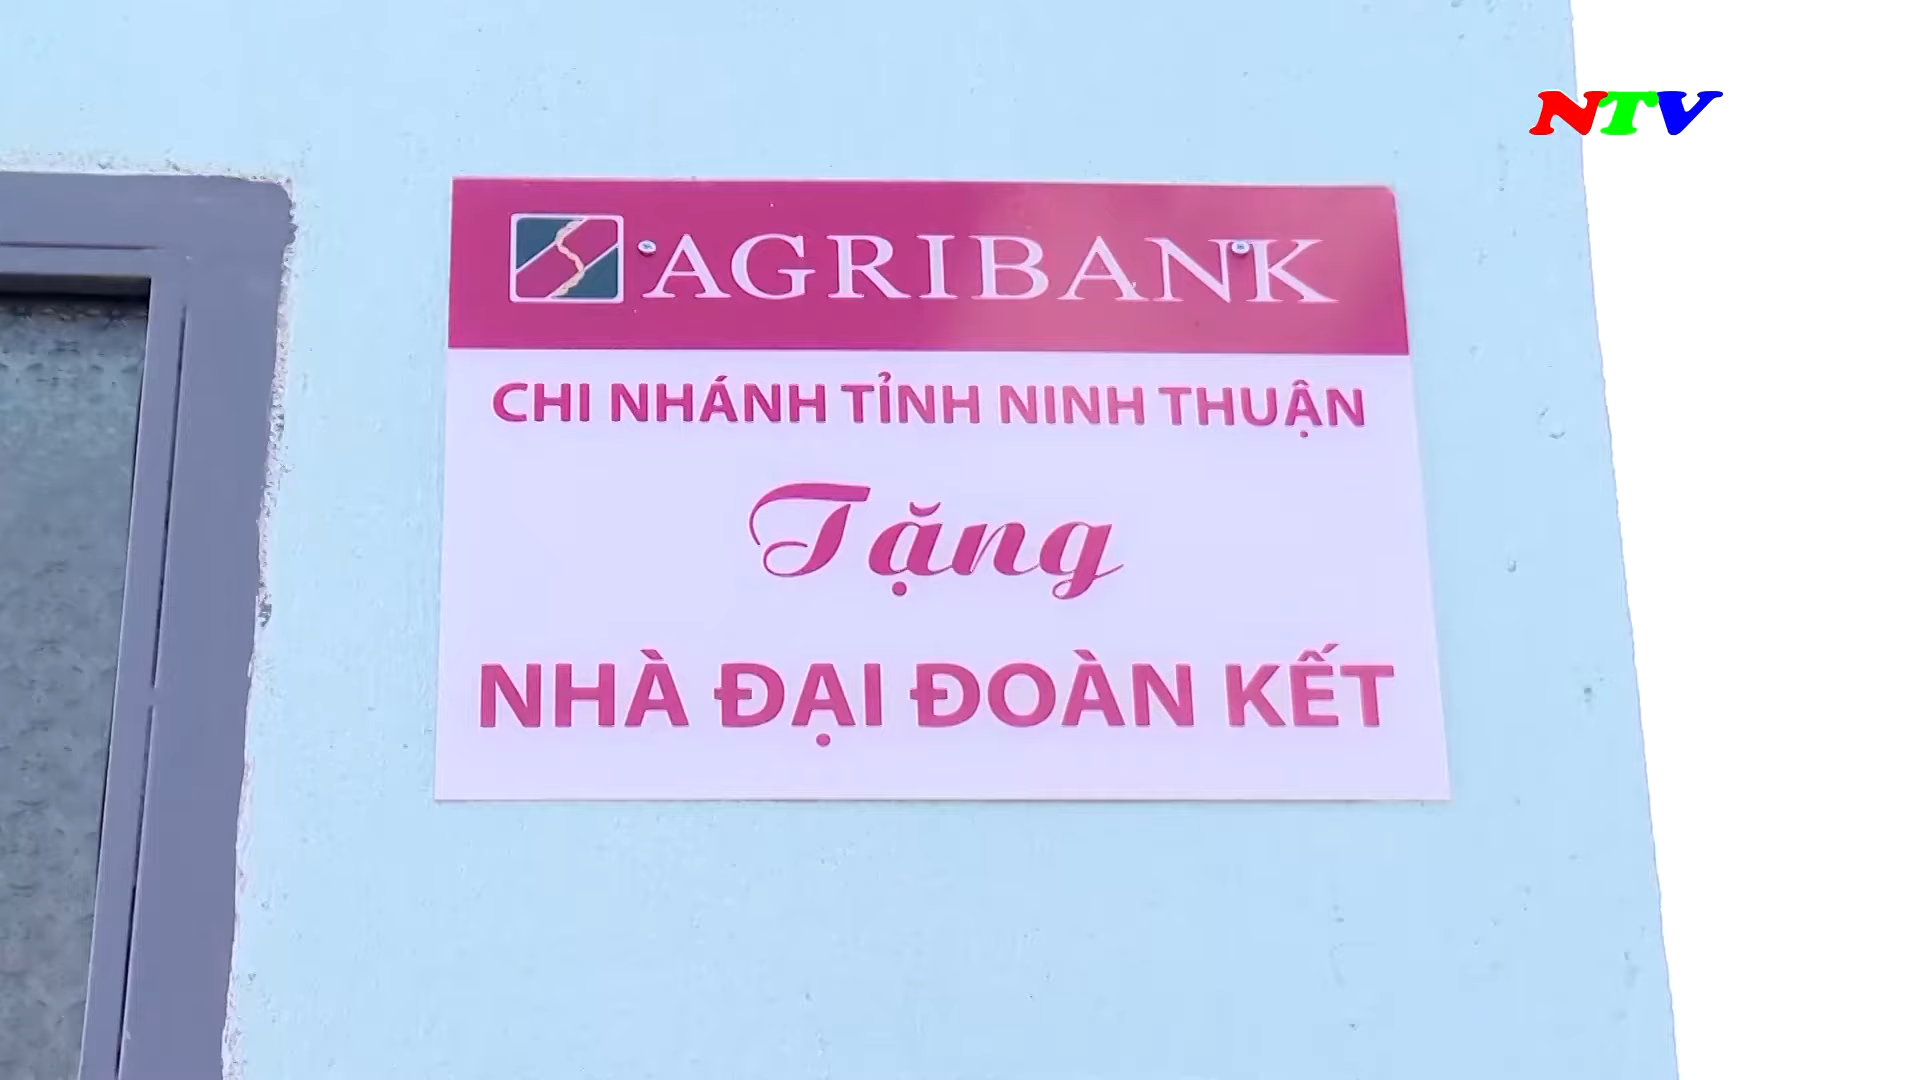 NTV
AGRIBANK
CHI NHÁNH TỈNH NINH THUẬN
Tặng
NHÀ ĐẠI ĐOÀN KẾT